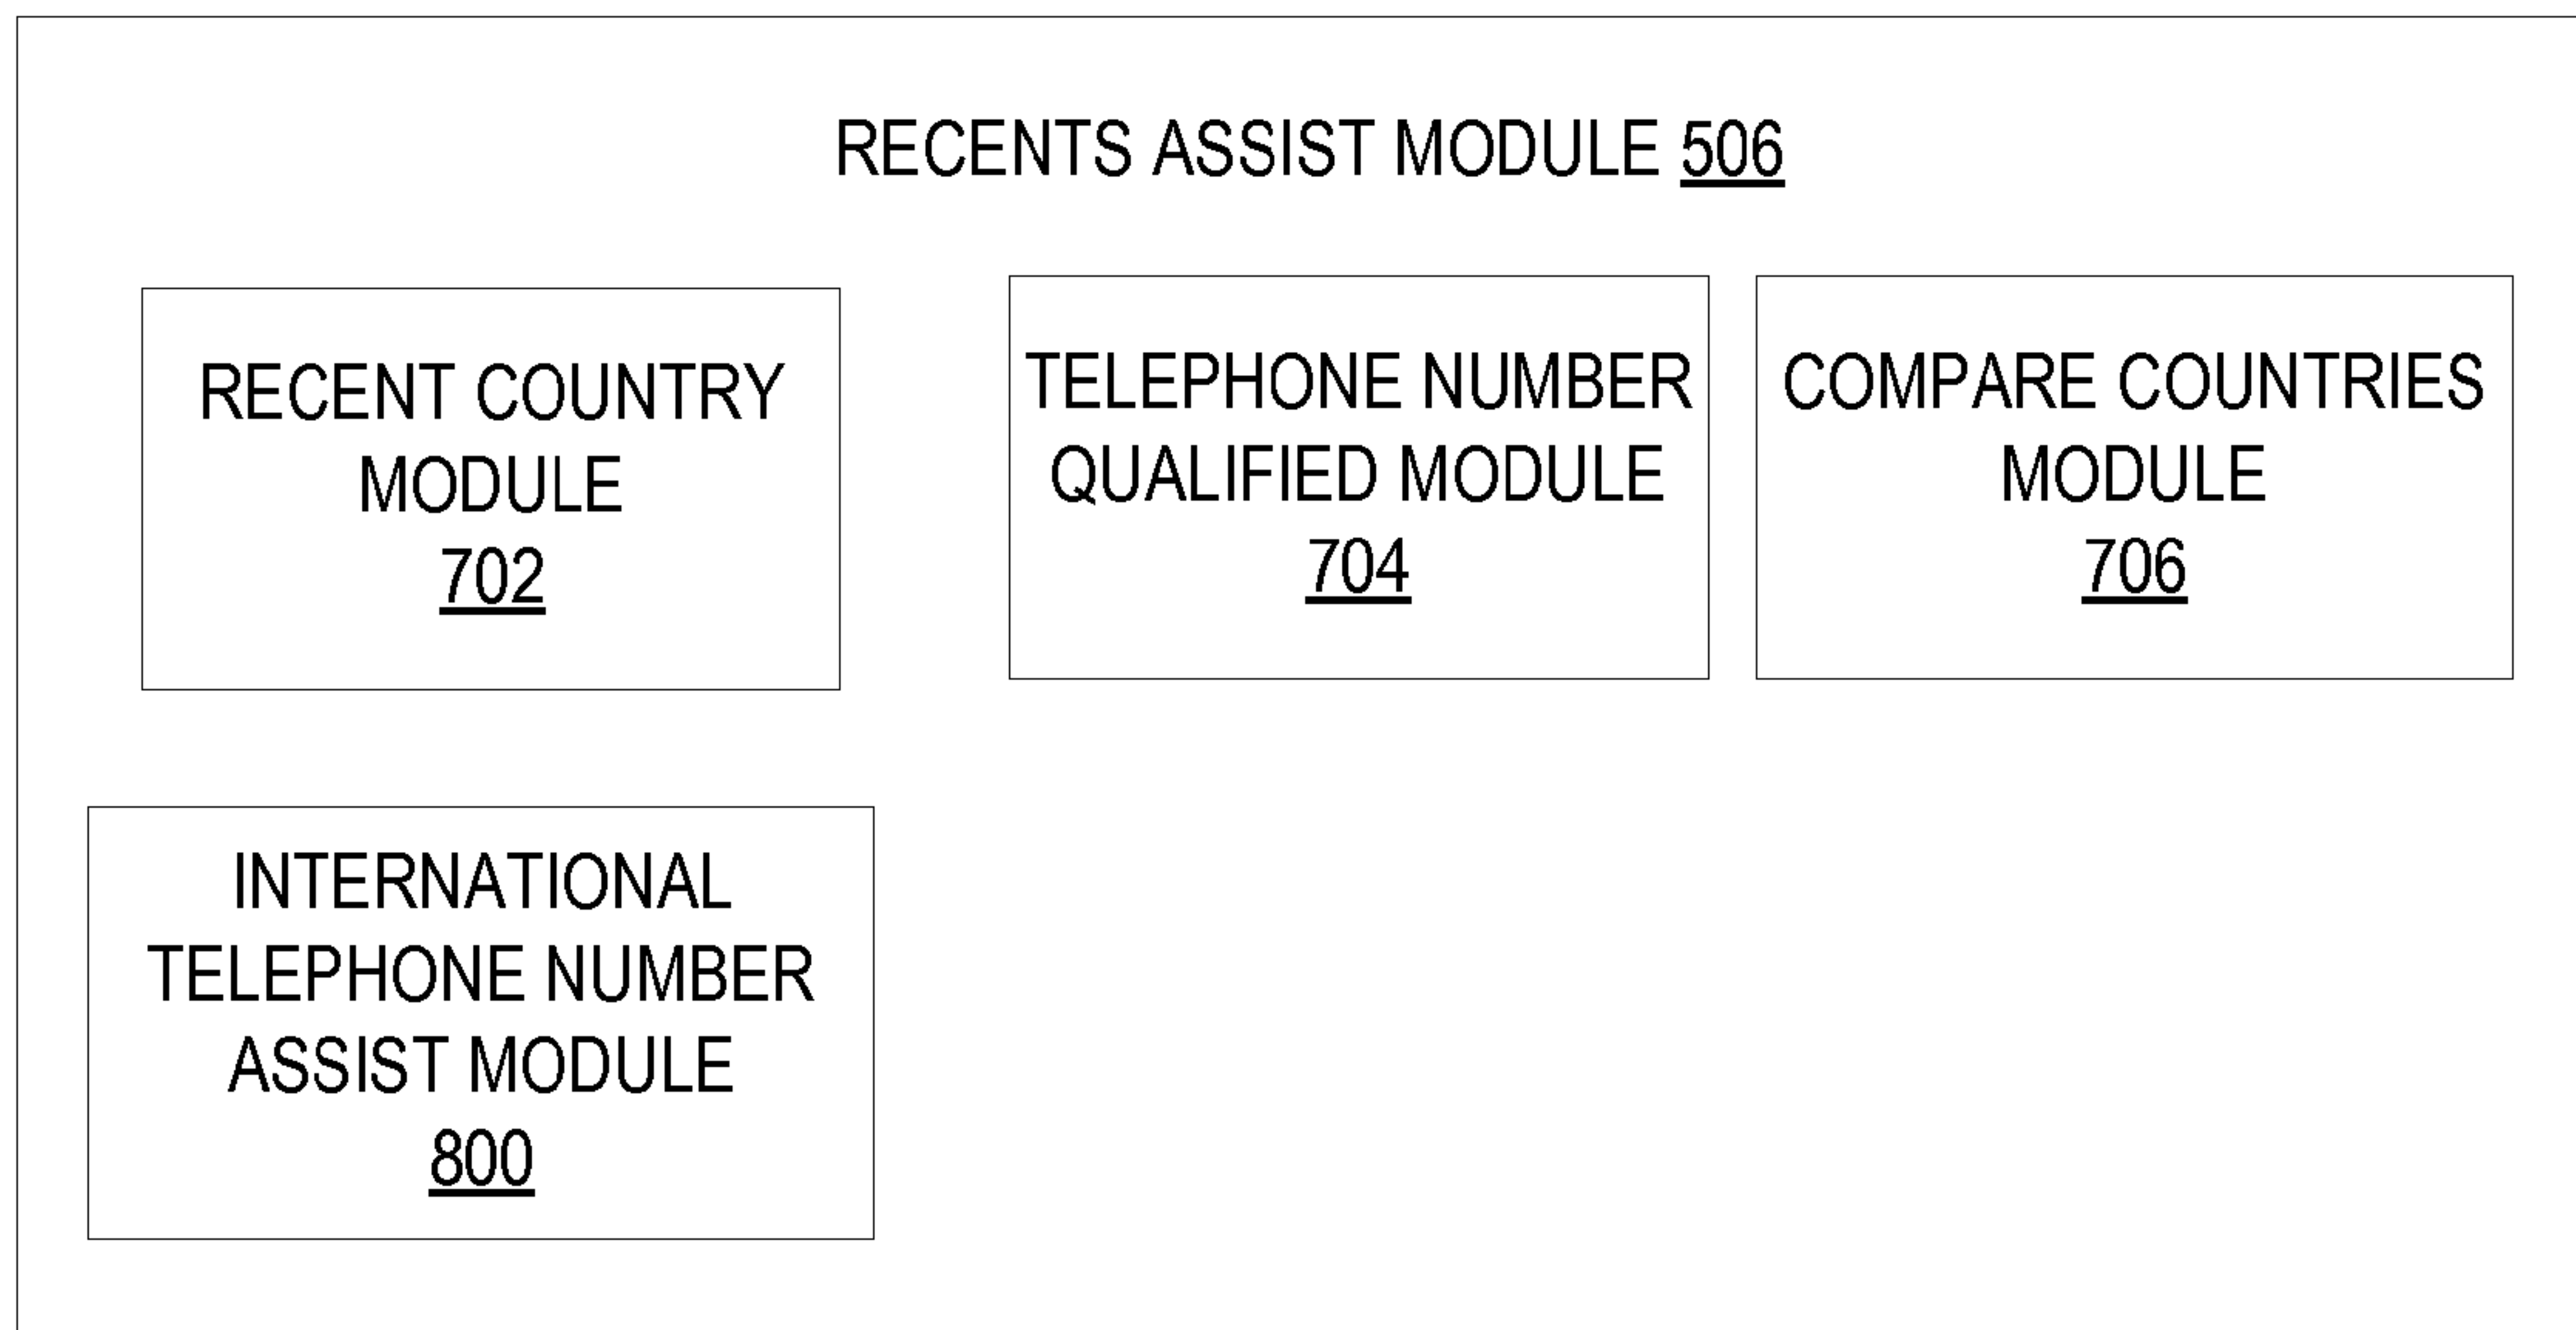 RECENTS ASSIST MODULE 506
RECENT COUNTRY
MODULE
702
TELEPHONE NUMBER
QUALIFIED MODULE
704
COMPARE COUNTRIES
MODULE
706
INTERNATIONAL
TELEPHONE NUMBER
ASSIST MODULE
800